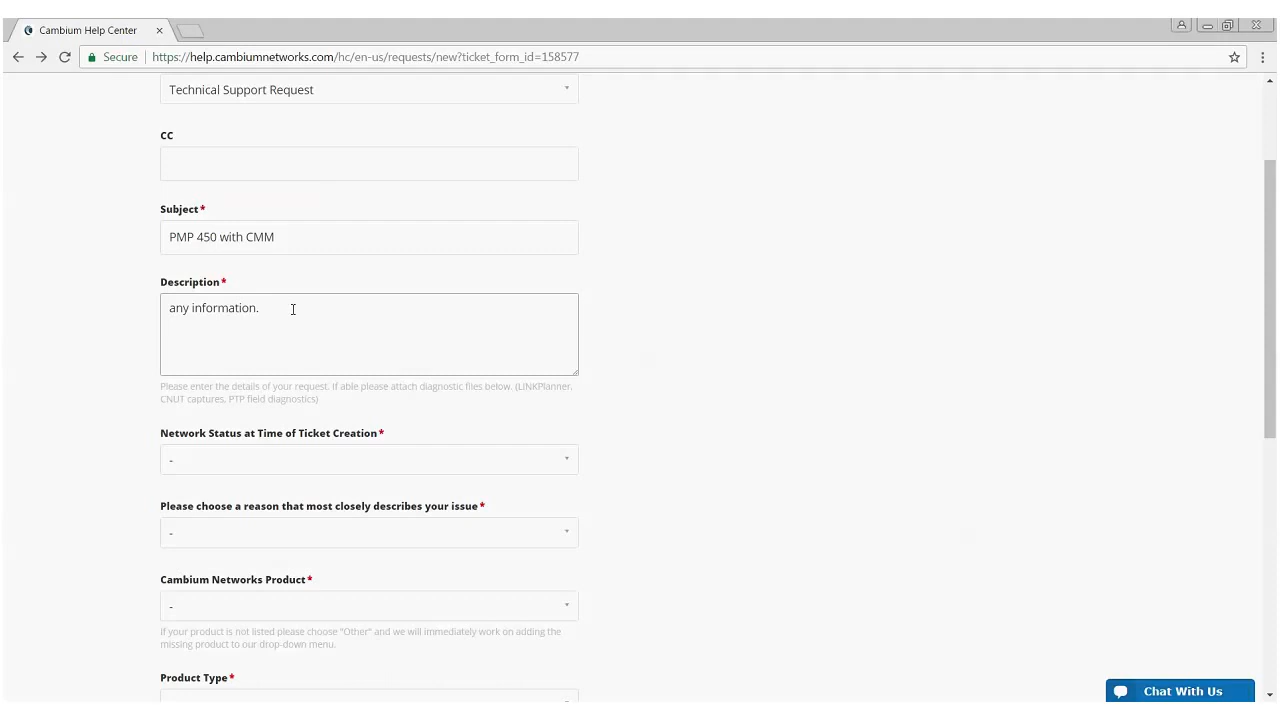 Cambium Help Center
Secure https://help.cambiumnetworks.com/hc/en-us/requests/new?ticket_form_id=158577
Technical Support Request
CC
Subject*
PMP 450 with CMM
Description*
any information.
Please enter the details of your request. If able please attach diagnostic files below. (LINKPlanner.
CNUT captures, PTP field diagnostics)
Network Status at Time of Ticket Creation*
-
Please choose a reason that most closely describes your issue*
-
Cambium Networks Product*
-
If your product is not listed please choose "Other" and we will immediately work on adding the
missing product to our drop-down menu.
Product Type*
Chat With Us